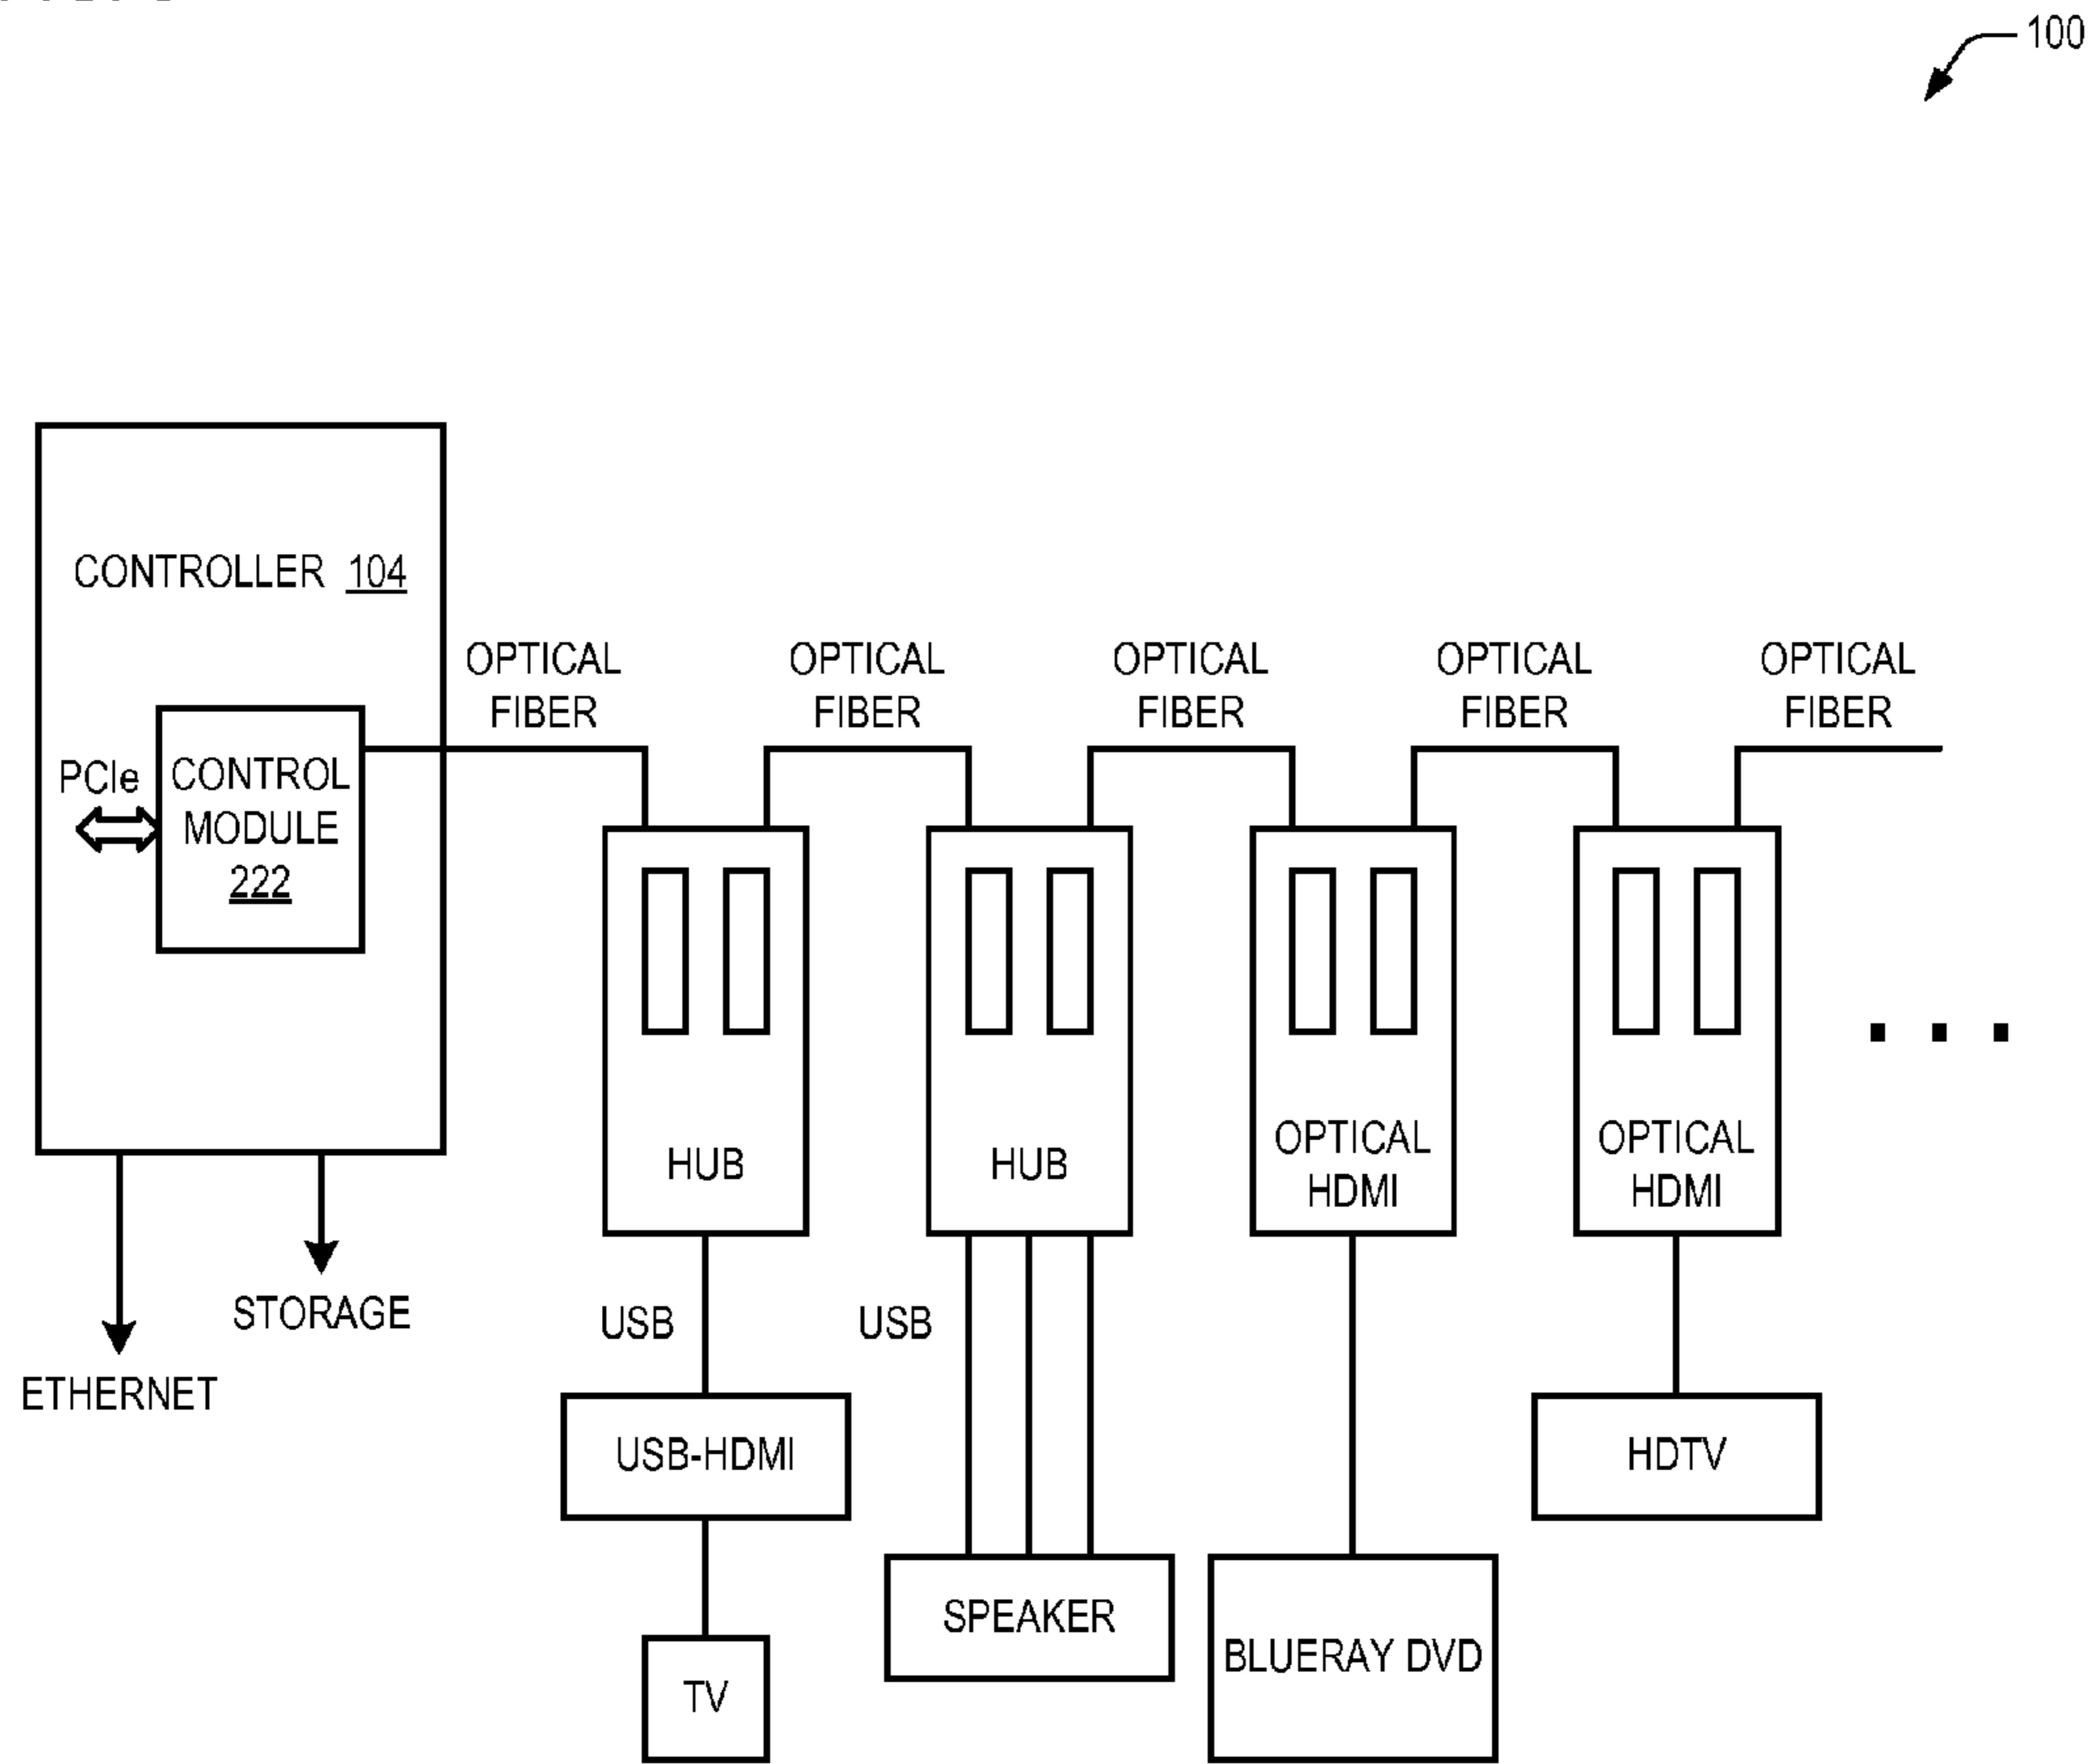 100
CONTROLLER 104
OPTICAL
FIBER
OPTICAL
FIBER
OPTICAL
FIBER
OPTICAL
FIBER
OPTICAL
FIBER
PCIe
CONTROL
MODULE
222
HUB
HUB
OPTICAL
HDMI
OPTICAL
HDMI
STORAGE
ETHERNET
USB
USB
USB-HDMI
HDTV
SPEAKER
BLUERAY DVD
TV